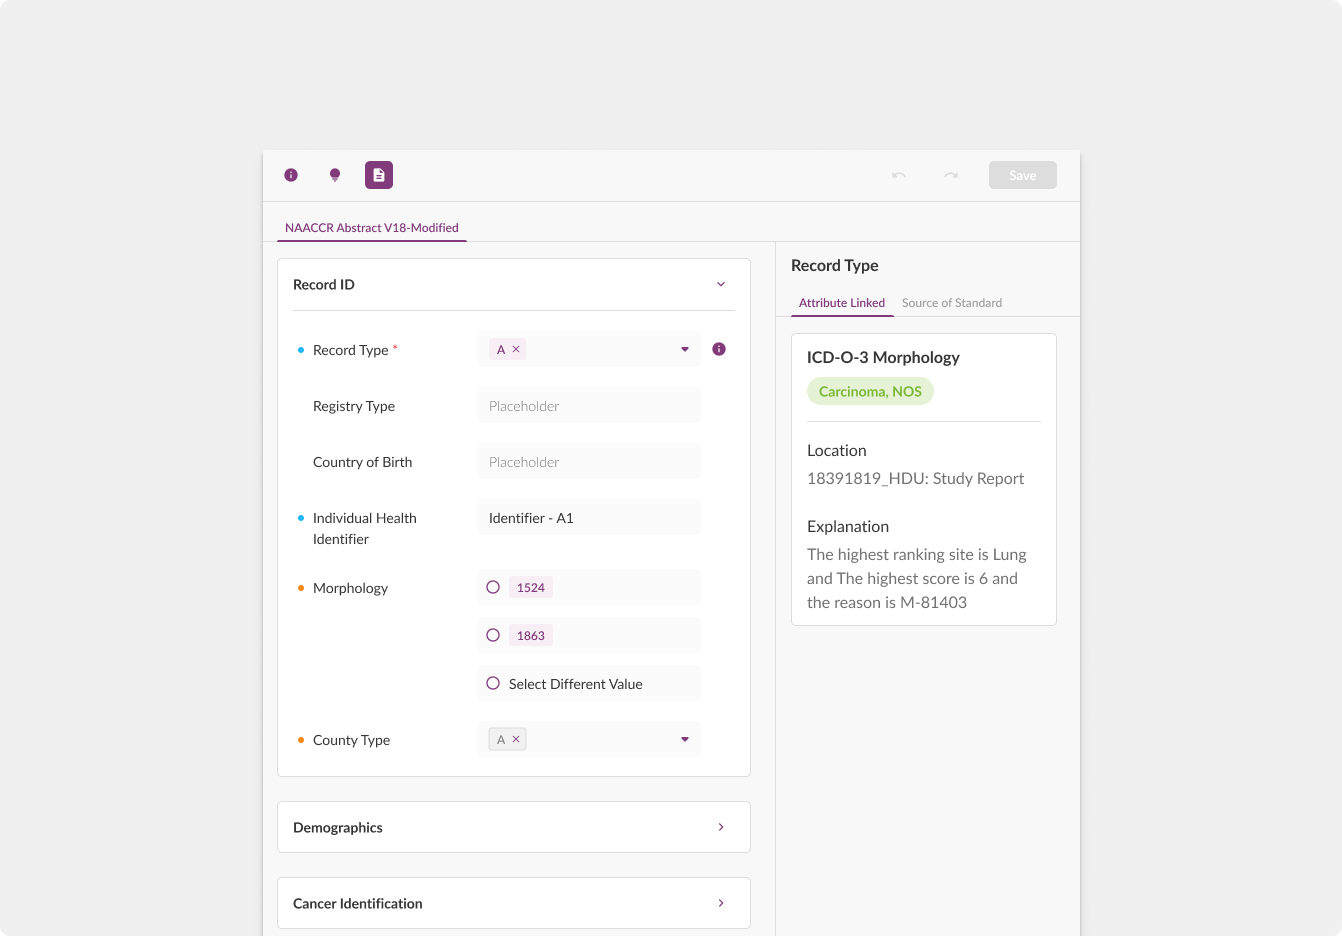 Save
NAACCR Abstract V18-Modified
Record ID
Record Type *
A ×
Registry Type
Placeholder
Country of Birth
Placeholder
Individual Health
Identifier
Identifier - A1
Morphology
1524
1863
Select Different Value
County Type
A ×
Demographics
Cancer Identification
Record Type
Attribute Linked
Source of Standard
ICD-O-3 Morphology
Carcinoma, NOS
Location
18391819_HDU: Study Report
Explanation
The highest ranking site is Lung
and The highest score is 6 and
the reason is M-81403